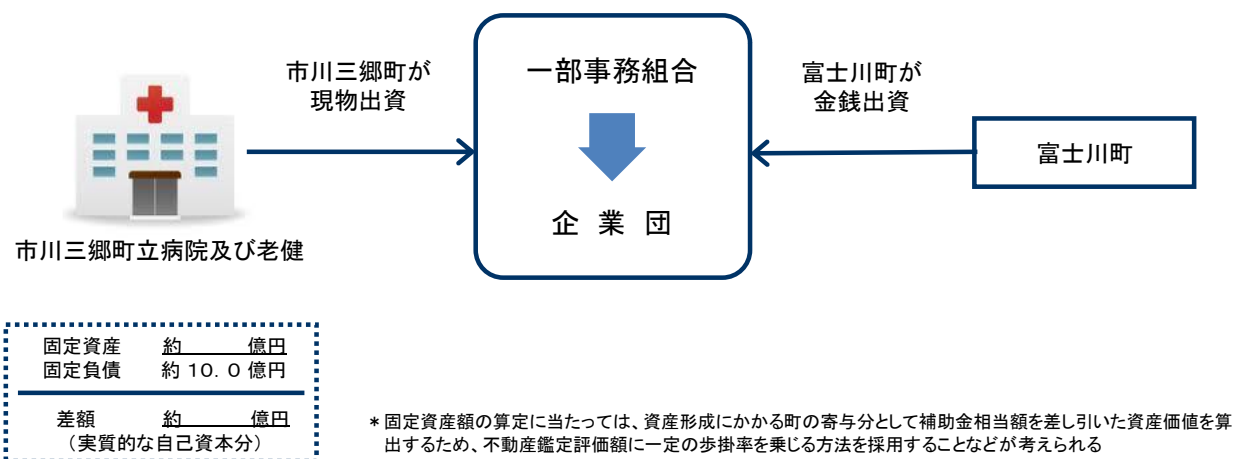 市川三郷町が
現物出資
一部事務組合
企 業 団
富士川町が
金銭出資
富士川町
市川三郷町立病院及び老健
固定資産 約 億円
固定負債 約 10.0 億円
差額 約 億円
（実質的な自己資本分）
＊固定資産額の算定に当たっては、資産形成にかかる町の寄与分として補助金相当額を差し引いた資産価値を算
出するため、不動産鑑定評価額に一定の歩掛率を乗じる方法を採用することなどが考えられる